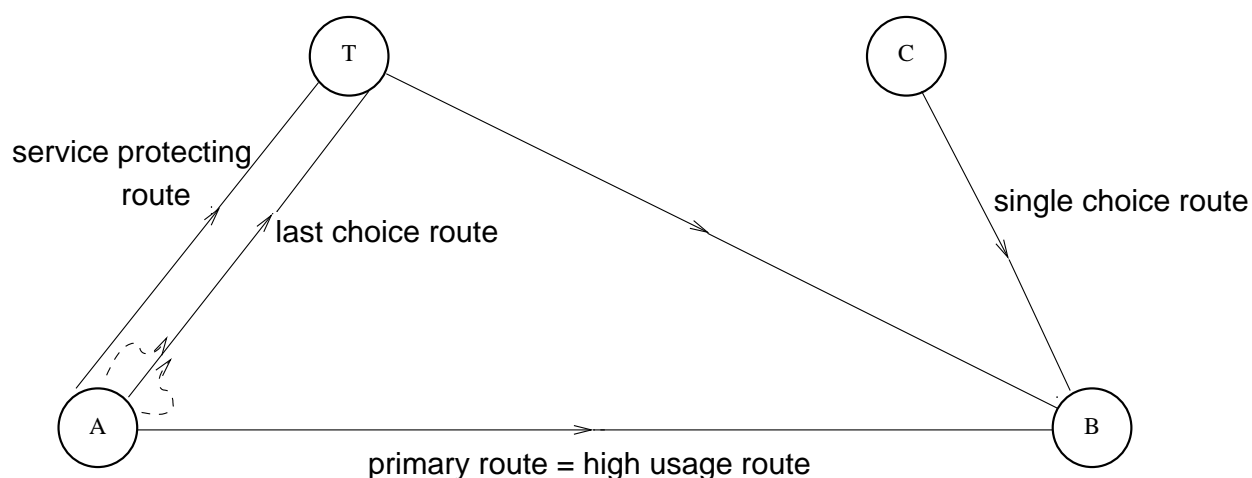 T
C
service protecting
route
single choice route
last choice route
A
B
primary route = high usage route